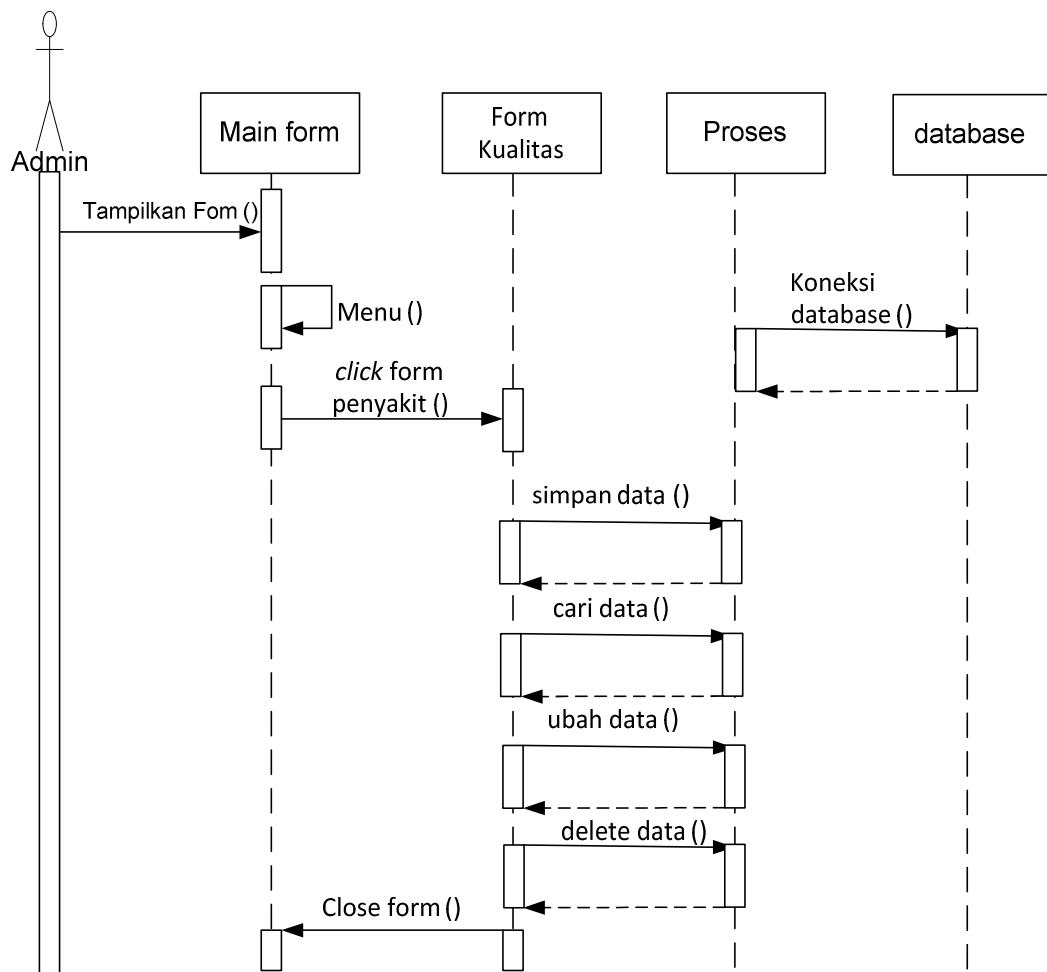 Admin
Main form
Form
Kualitas
Proses
database
Tampilkan Fom ()
Menu ()
Koneksi
database ()
click form
penyakit ()
simpan data ()
cari data ()
ubah data ()
delete data ()
Close form ()